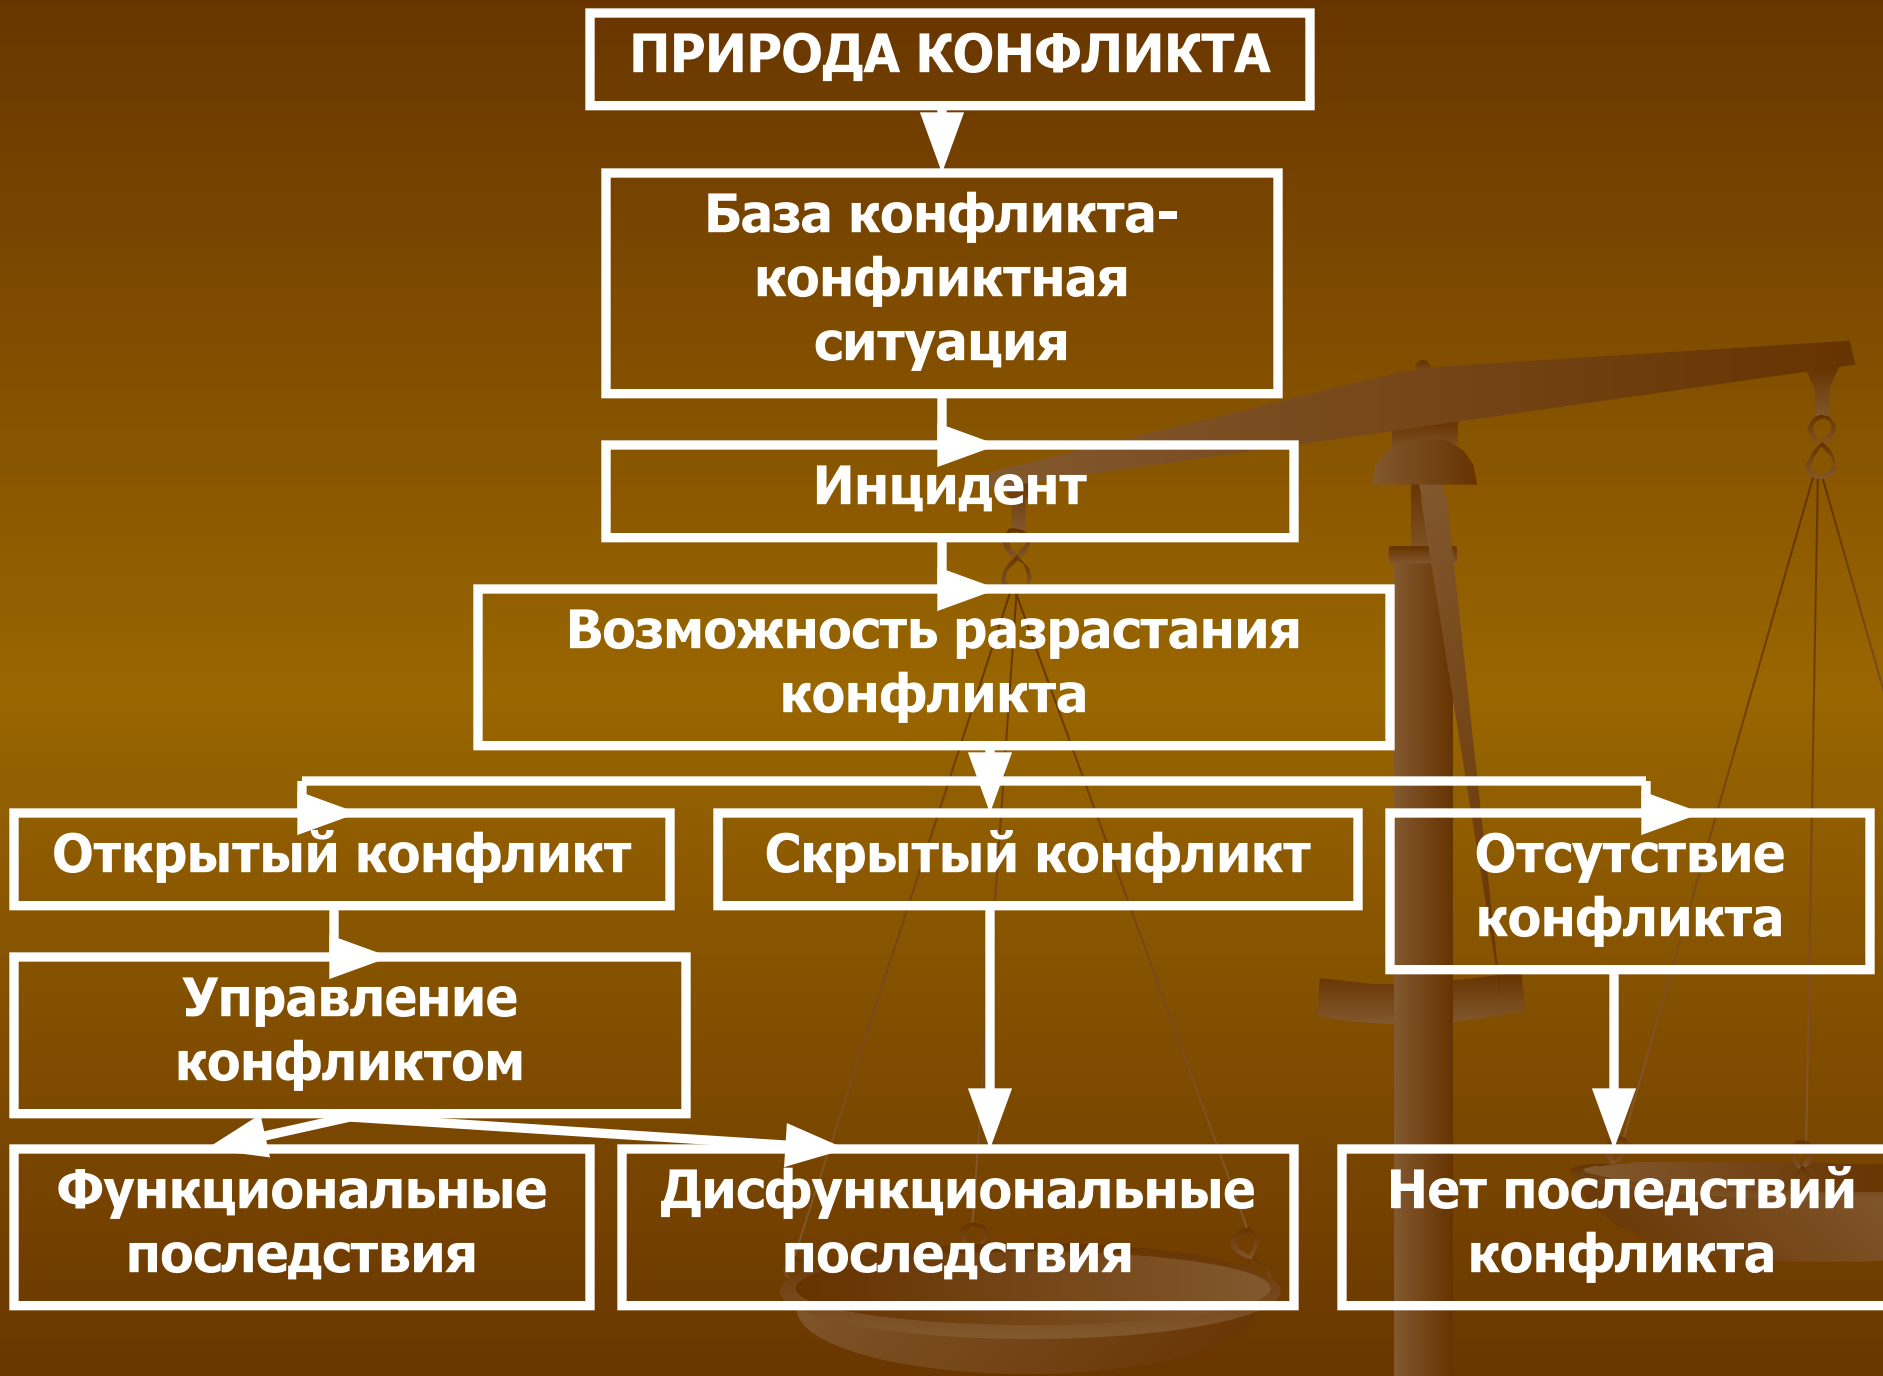 ПРИРОДА КОНФЛИКТА
База конфликта-
конфликтная
ситуация
Инцидент
Возможность разрастания
конфликта
Открытый конфликт
Скрытый конфликт
Отсутствие
конфликта
Управление
конфликтом
Функциональные
последствия
Дисфункциональные
последствия
Нет последствий
конфликта